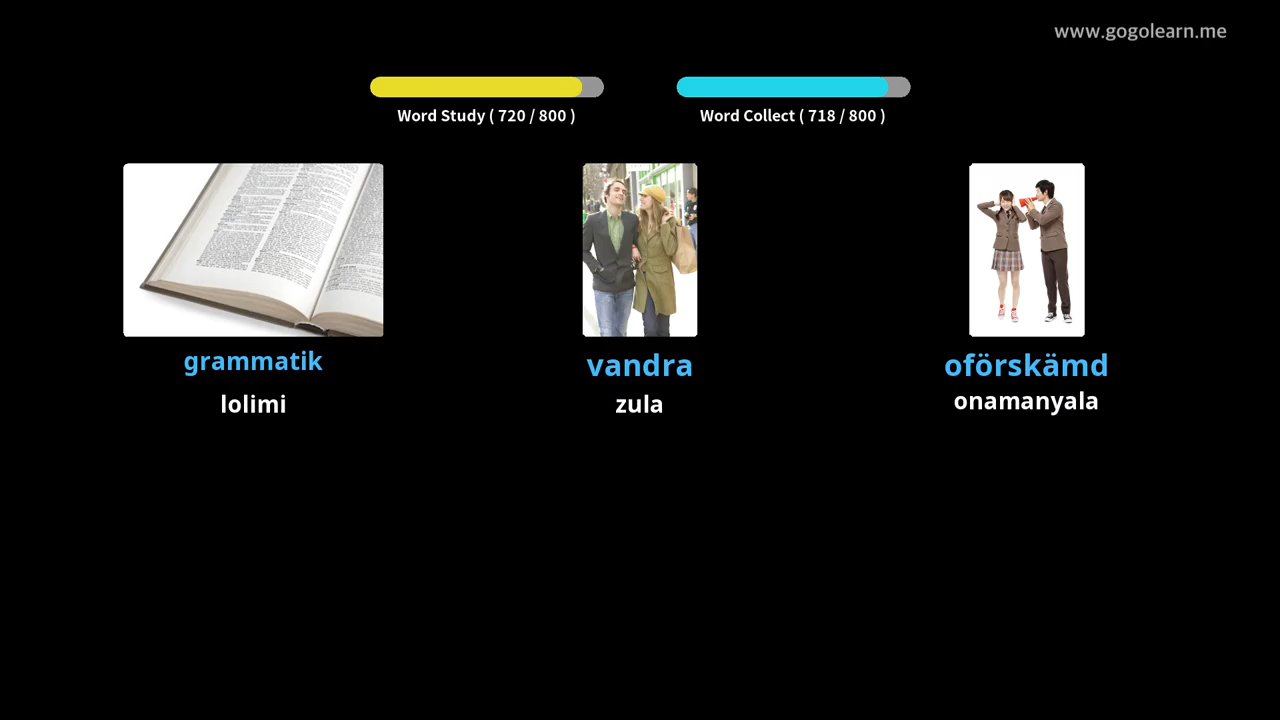 www.gogolearn.me
Word Study ( 720 / 800 )
Word Collect ( 718 / 800 )
grammatik
vandra
oförskämd
lolimi
zula
onamanyala